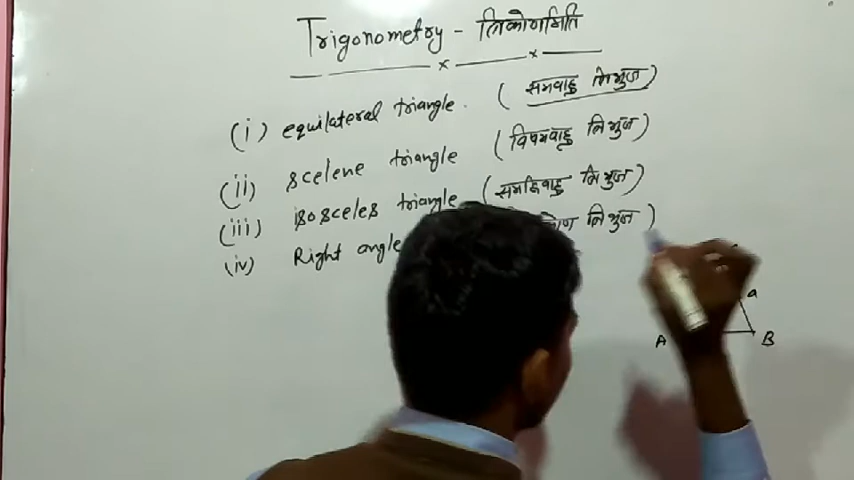 Trigonometry - त्रिकोणमिति
(i) equilateral triangle. (समबाहु त्रिभुज)
(ii) scelene triangle (विषमबाहु त्रिभुज)
(iii) isosceles triangle (समद्विबाहु त्रिभुज)
(iv) Right angle त्रिभुज)
a
A B